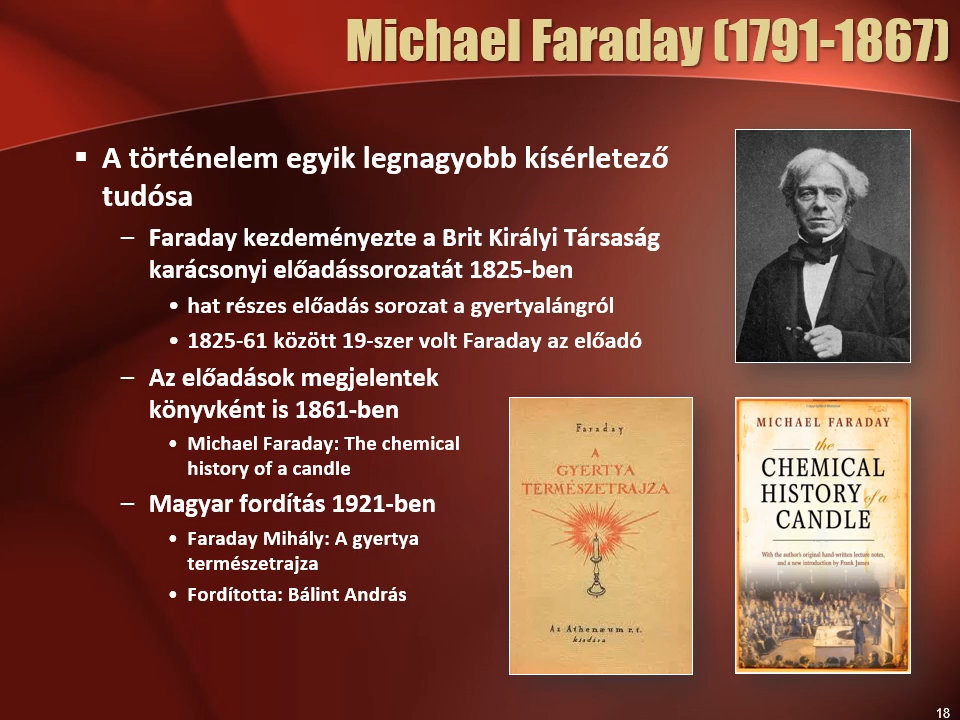 Michael Faraday (1791-1867)
▪ A történelem egyik legnagyobb kísérletező
tudósa
– Faraday kezdeményezte a Brit Királyi Társaság
karácsonyi előadássorozatát 1825-ben
• hat részes előadás sorozat a gyertyalángról
• 1825-61 között 19-szer volt Faraday az előadó
– Az előadások megjelentek
könyvként is 1861-ben
• Michael Faraday: The chemical
history of a candle
– Magyar fordítás 1921-ben
• Faraday Mihály: A gyertya
természetrajza
• Fordította: Bálint András
Faraday
A
GYERTYA
TERMÉSZETRAJZA
Az Athenæum r.t.
kiadása
MICHAEL FARADAY
the
CHEMICAL
HISTORY of a
CANDLE
With the author's original hand-written lecture notes,
and a new introduction by Frank James
18